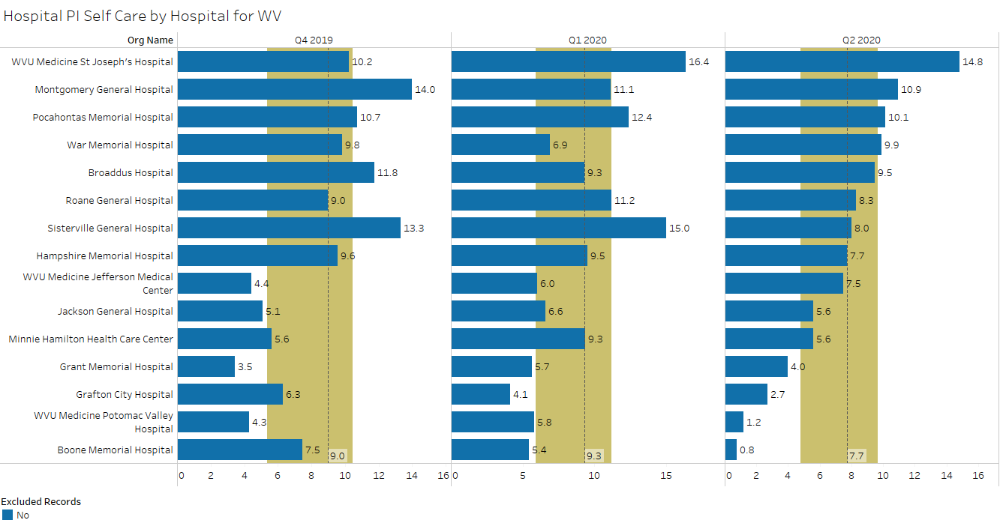 Hospital PI Self Care by Hospital for WV
Org Name Q4 2019 Q1 2020 Q2 2020
WVU Medicine St Joseph's Hospital 10.2 16.4 14.8
Montgomery General Hospital 14.0 11.1 10.9
Pocahontas Memorial Hospital 10.7 12.4 10.1
War Memorial Hospital 9.8 6.9 9.9
Broaddus Hospital 11.8 9.3 9.5
Roane General Hospital 9.0 11.2 8.3
Sisterville General Hospital 13.3 15.0 8.0
Hampshire Memorial Hospital 9.6 9.5 7.7
WVU Medicine Jefferson Medical
Center 4.4 6.0 7.5
Jackson General Hospital 5.1 6.6 5.6
Minnie Hamilton Health Care Center 5.6 9.3 5.6
Grant Memorial Hospital 3.5 5.7 4.0
Grafton City Hospital 6.3 4.1 2.7
WVU Medicine Potomac Valley
Hospital 4.3 5.8 1.2
Boone Memorial Hospital 7.5 5.4 0.8
9.0 9.3 7.7
0 2 4 6 8 10 12 14 16 0 5 10 15 0 2 4 6 8 10 12 14 16
Excluded Records
No